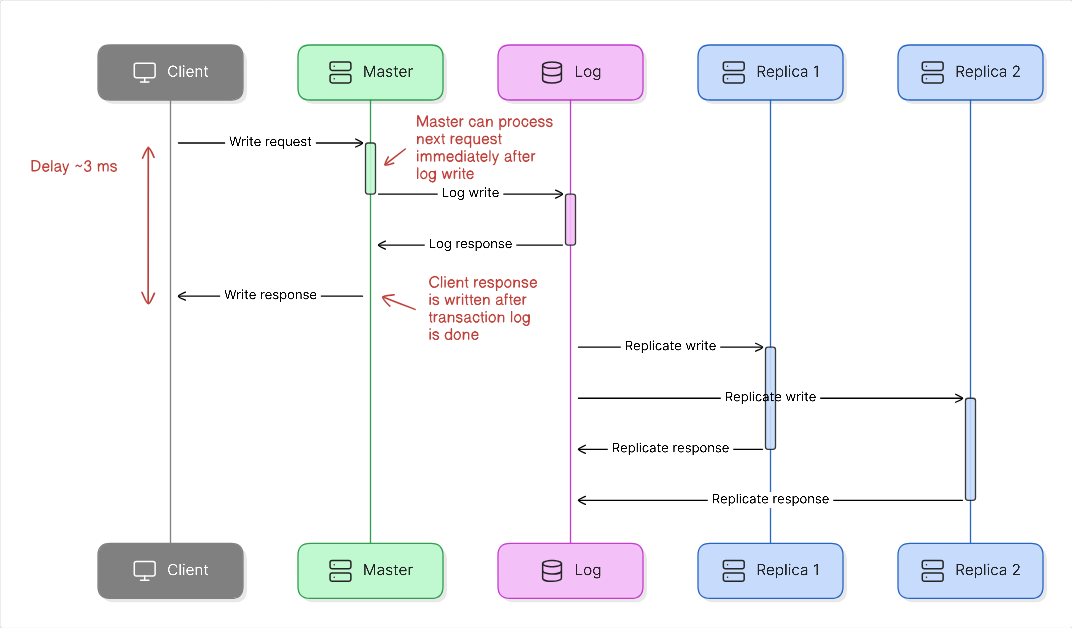 Client
Master
Log
Replica 1
Replica 2
Master can process
next request
immediately after
log write
Write request
Delay ~3 ms
Log write
Log response
Client response
is written after
transaction log
is done
Write response
Replicate write
Replicate write
Replicate response
Replicate response
Client
Master
Log
Replica 1
Replica 2